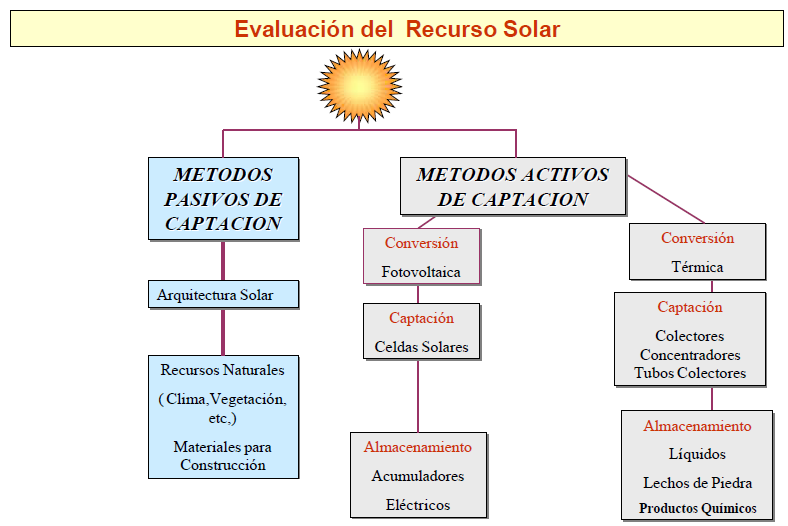 Evaluación del Recurso Solar
METODOS
PASIVOS DE
CAPTACION
Arquitectura Solar
Recursos Naturales
( Clima,Vegetación,
etc,)
Materiales para
Construcción
METODOS ACTIVOS
DE CAPTACION
Conversión
Fotovoltaica
Captación
Celdas Solares
Almacenamiento
Acumuladores
Eléctricos
Conversión
Térmica
Captación
Colectores
Concentradores
Tubos Colectores
Almacenamiento
Líquidos
Lechos de Piedra
Productos Químicos